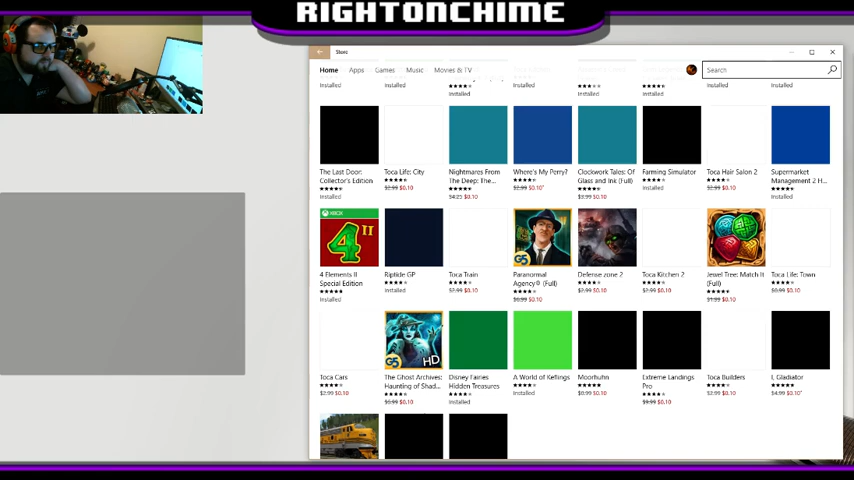 RIGHTONCHIME
Store
Home Apps Games Music Movies & TV
Search
Installed Installed Installed Installed Installed Installed
The Last Door: Collector's Edition
Installed
Toca Life: City
$2.99 $0.10
Nightmares From The Deep: The...
$0.10
Where's My Perry?
$2.99 $0.10*
Clockwork Tales: Of Glass and Ink (Full)
$0.10
Farming Simulator
Installed
Toca Hair Salon 2
$2.99 $0.10
Supermarket Management 2 H...
Installed
XBOX
4 II
4 Elements II Special Edition
Installed
Riptide GP
Installed
Toca Train
$2.99 $0.10
G5
Paranormal Agency® (Full)
$6.99 $0.10
Defense zone 2
$2.99 $0.10
Toca Kitchen 2
$2.99 $0.10
Jewel Tree: Match It (Full)
$1.99 $0.10
Toca Life: Town
$0.10
Toca Cars
$2.99 $0.10
G5 HD
The Ghost Archives: Haunting of Shad...
$6.99 $0.10
Disney Fairies Hidden Treasures
Installed
A World of Keflings
Installed
Moorhuhn
$0.10
Extreme Landings Pro
$0.10
Toca Builders
$2.99 $0.10
I, Gladiator
$4.99 $0.10*